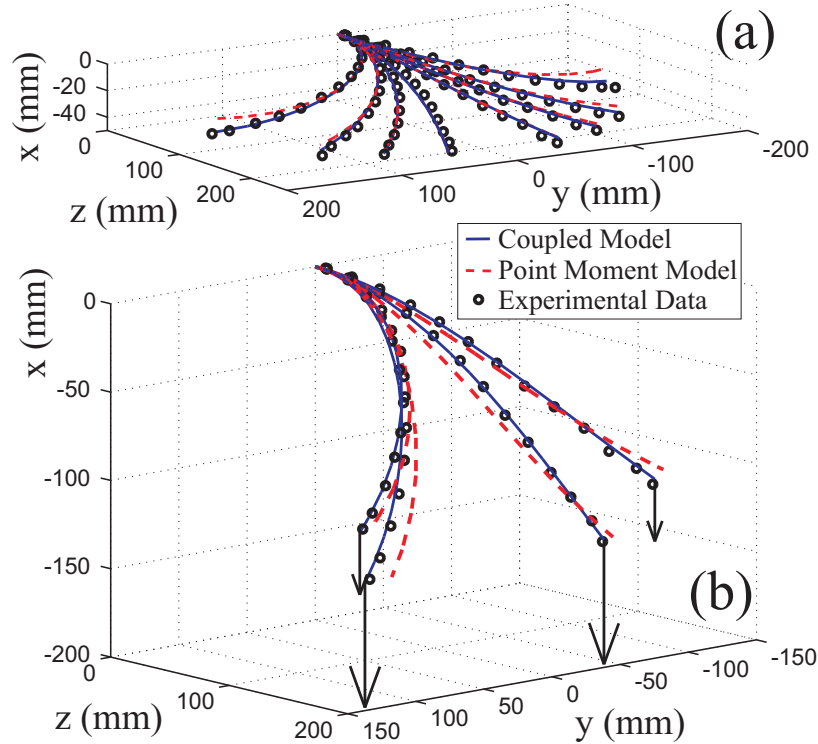 (a)
0
-20
-40
x (mm)
0
100
200
z (mm)
200
100
0
-100
-200
y (mm)
Coupled Model
Point Moment Model
Experimental Data
0
-50
-100
-150
-200
x (mm)
(b)
0
100
200
z (mm)
150
100
50
0
-50
-100
-150
y (mm)